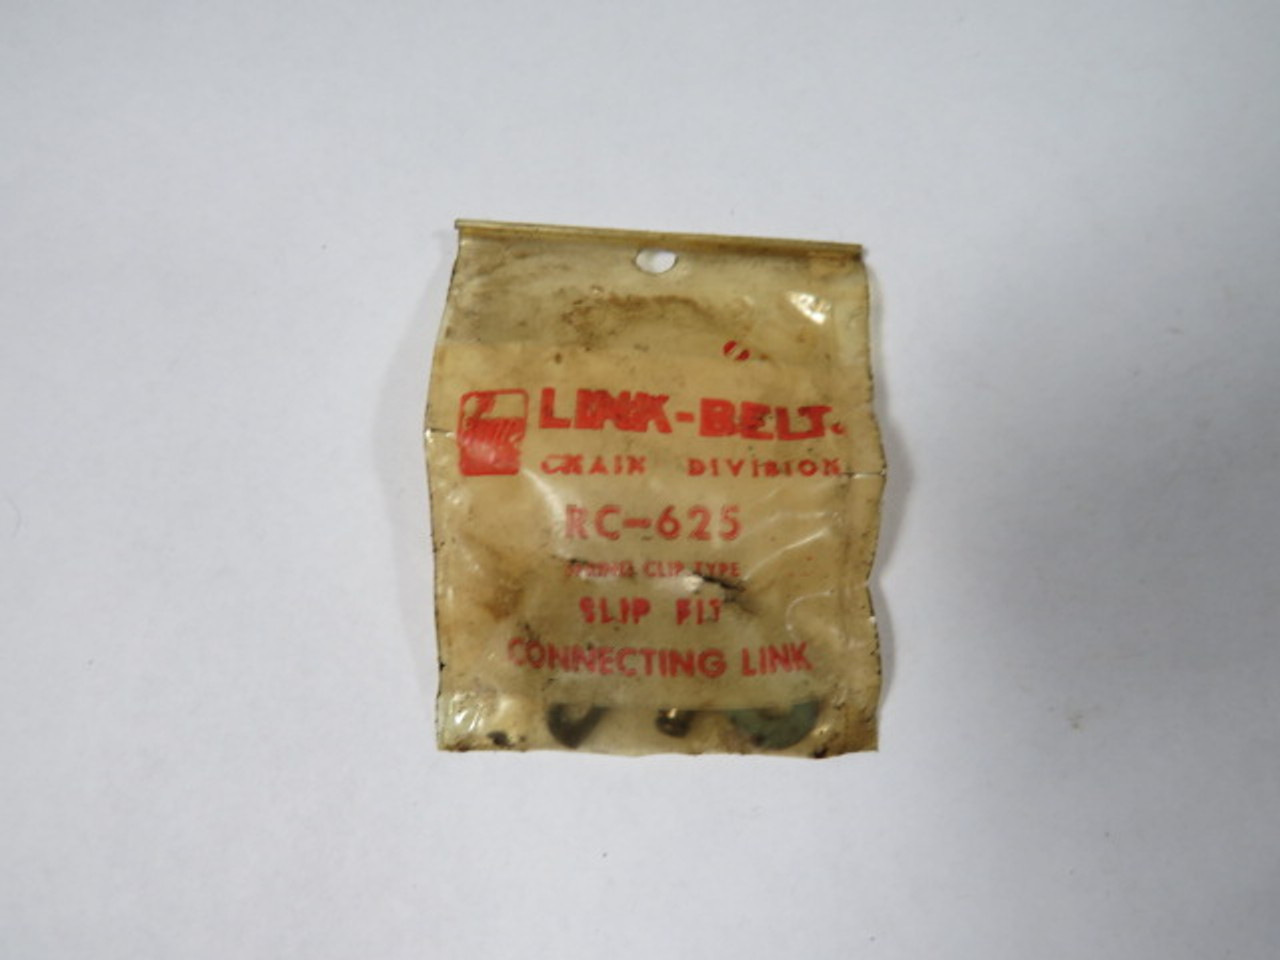 LINK-BELT
CHAIN DIVISION
RC-625
SPRING CLIP TYPE
SLIP FIT
CONNECTING LINK